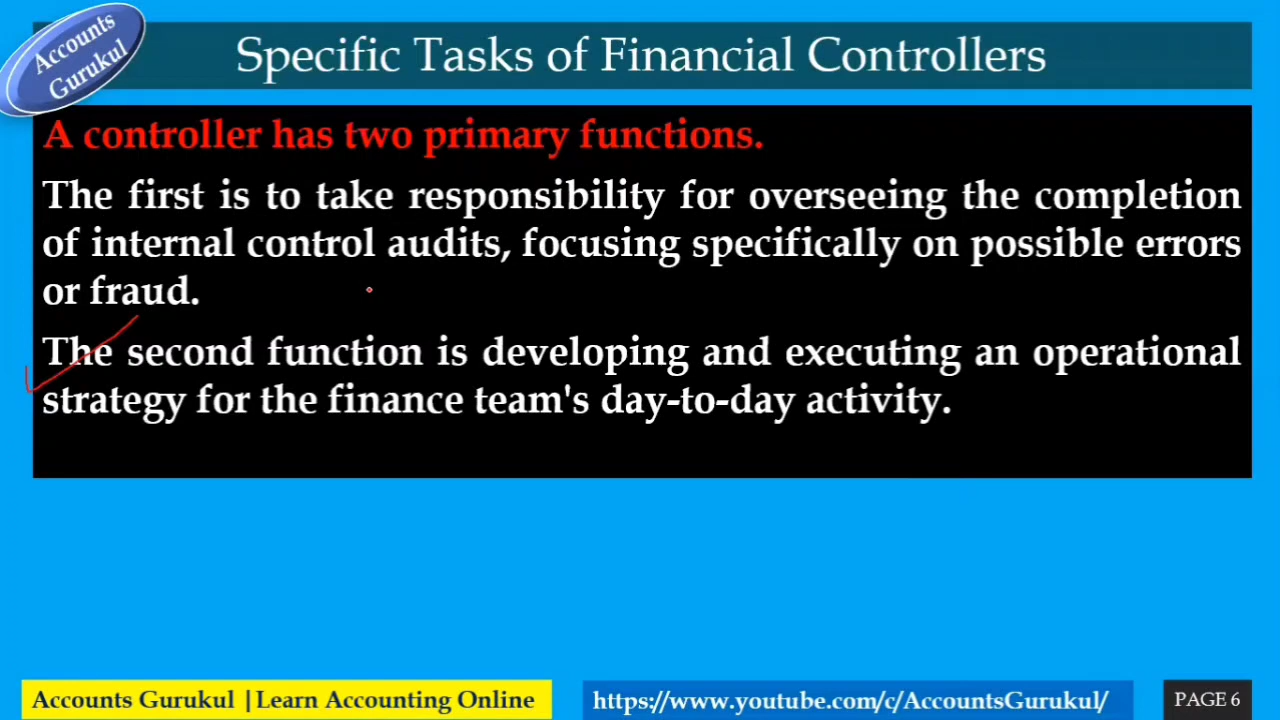 Accounts
Gurukul
Specific Tasks of Financial Controllers
A controller has two primary functions.
The first is to take responsibility for overseeing the completion
of internal control audits, focusing specifically on possible errors
or fraud.
The second function is developing and executing an operational
strategy for the finance team's day-to-day activity.
Accounts Gurukul |Learn Accounting Online
https://www.youtube.com/c/AccountsGurukul/
PAGE 6